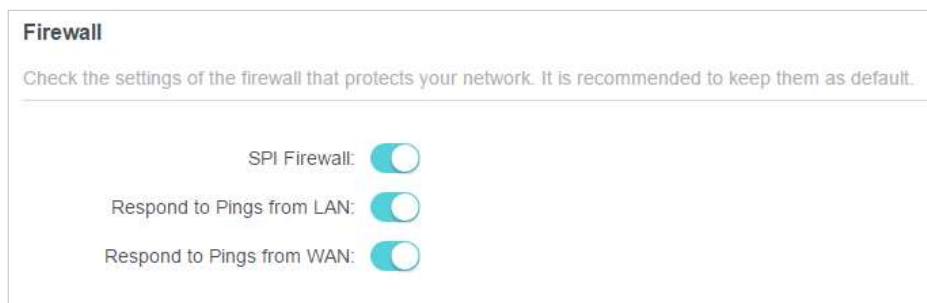 Firewall
Check the settings of the firewall that protects your network. It is recommended to keep them as default.
SPI Firewall:
Respond to Pings from LAN:
Respond to Pings from WAN: